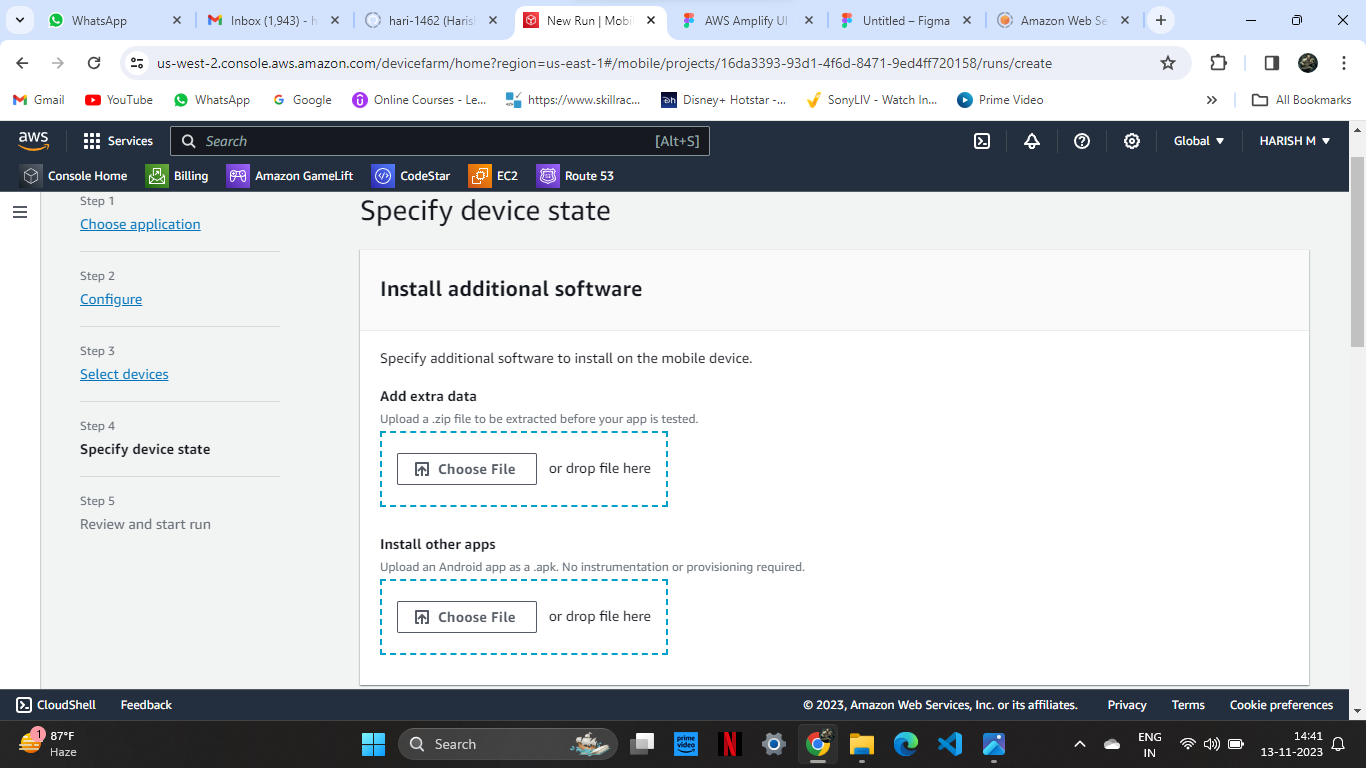 WhatsApp
Inbox (1,943) - h
hari-1462 (Harish
New Run | Mobil
AWS Amplify UI
Untitled – Figma
Amazon Web Se
us-west-2.console.aws.amazon.com/devicefarm/home?region=us-east-1#/mobile/projects/16da3393-93d1-4f6d-8471-9ed4ff720158/runs/create
Gmail
YouTube
WhatsApp
Google
Online Courses - Le...
https://www.skillrac...
Disney+ Hotstar -...
SonyLIV - Watch In...
Prime Video
All Bookmarks
aws
Services
Search
[Alt+S]
Global
HARISH M
Console Home
Billing
Amazon GameLift
CodeStar
EC2
Route 53
Step 1
Choose application
Step 2
Configure
Step 3
Select devices
Step 4
Specify device state
Step 5
Review and start run
Specify device state
Install additional software
Specify additional software to install on the mobile device.
Add extra data
Upload a .zip file to be extracted before your app is tested.
Choose File
or drop file here
Install other apps
Upload an Android app as a .apk. No instrumentation or provisioning required.
Choose File
or drop file here
CloudShell
Feedback
© 2023, Amazon Web Services, Inc. or its affiliates.
Privacy
Terms
Cookie preferences
1
87°F
Haze
Search
prime video
N
ENG
IN
14:41
13-11-2023